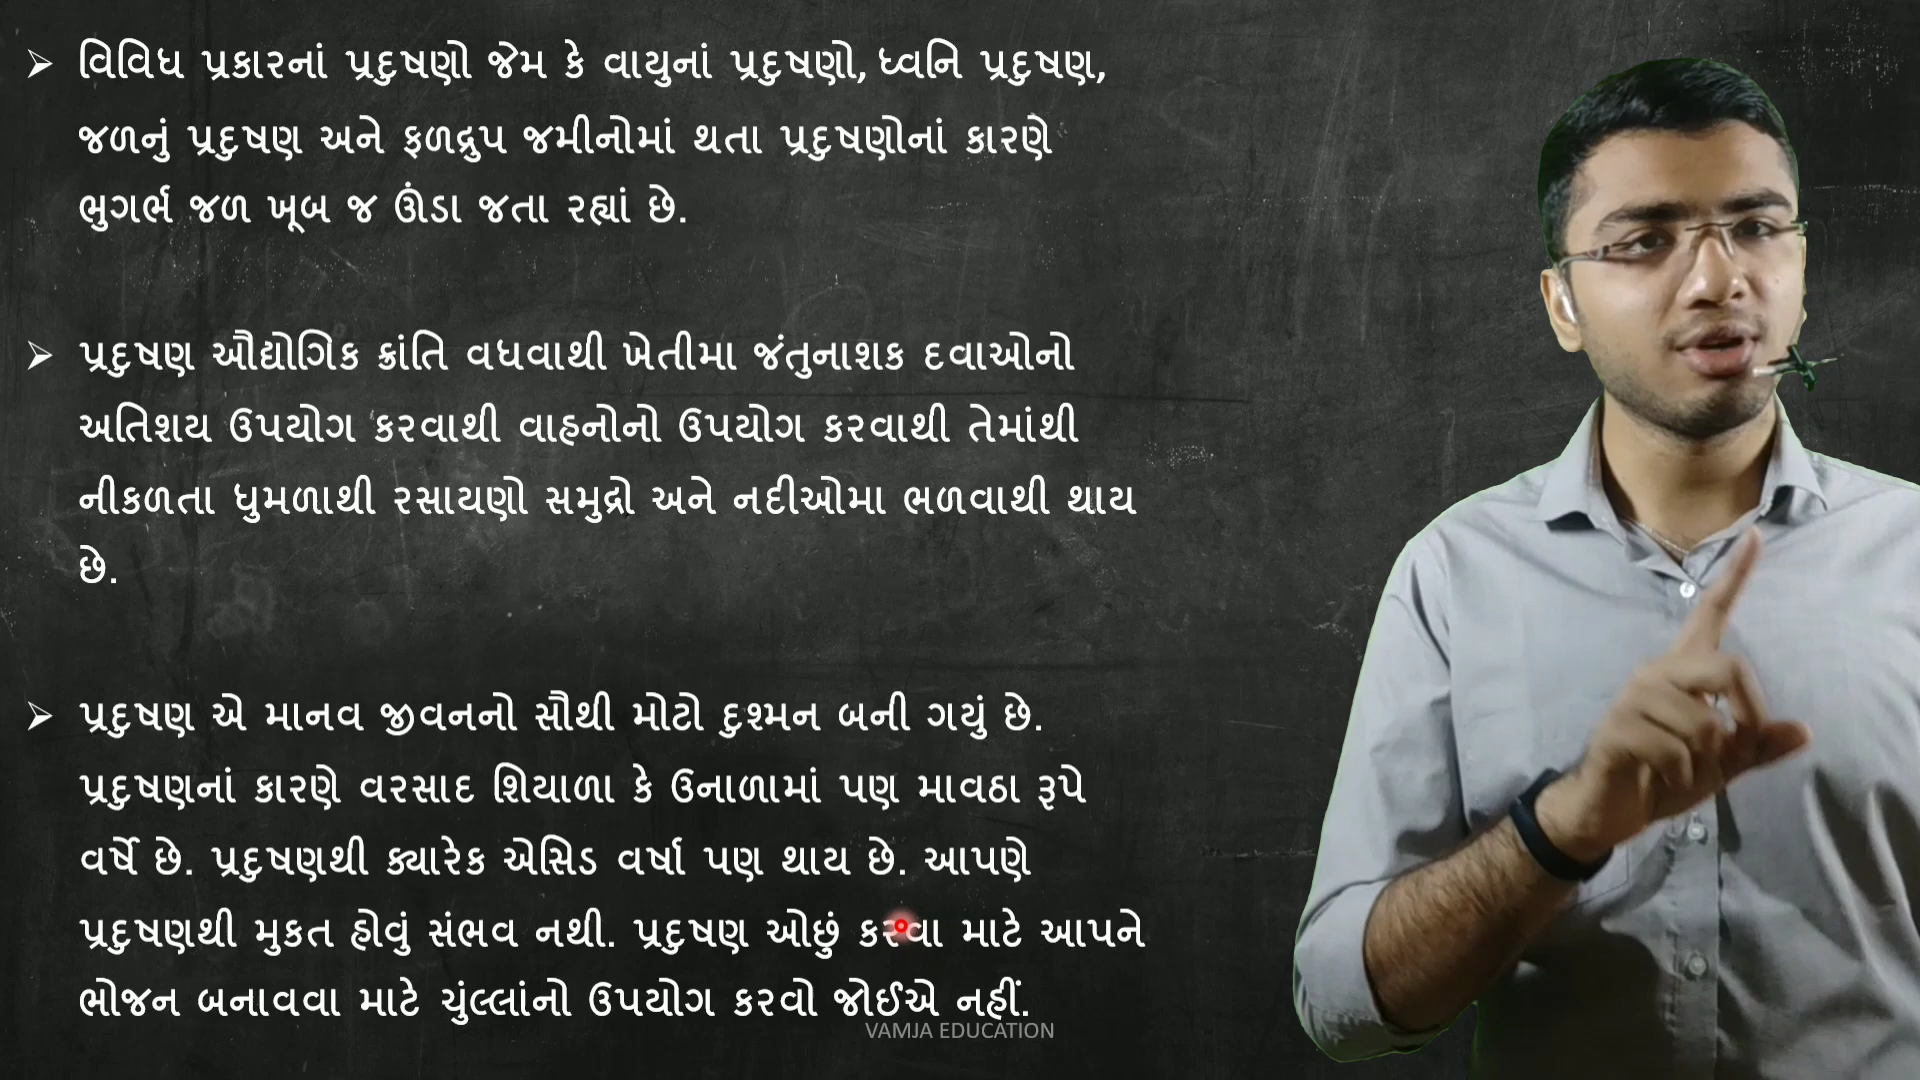 ➢ વિવિધ પ્રકારનાં પ્રદુષણો જેમ કે વાયુનાં પ્રદુષણો, ધ્વનિ પ્રદુષણ,
જળનું પ્રદુષણ અને ફળદ્રુપ જમીનોમાં થતા પ્રદુષણોનાં કારણે
ભુગર્ભ જળ ખૂબ જ ઊંડા જતા રહ્યાં છે.
➢ પ્રદુષણ ઔદ્યોગિક ક્રાંતિ વધવાથી ખેતીમા જંતુનાશક દવાઓનો
અતિશય ઉપયોગ કરવાથી વાહનોનો ઉપયોગ કરવાથી તેમાંથી
નીકળતા ધુમળાથી રસાયણો સમુદ્રો અને નદીઓમા ભળવાથી થાય
છે.
➢ પ્રદુષણ એ માનવ જીવનનો સૌથી મોટો દુશ્મન બની ગયું છે.
પ્રદુષણનાં કારણે વરસાદ શિયાળા કે ઉનાળામાં પણ માવઠા રૂપે
વર્ષે છે. પ્રદુષણથી ક્યારેક એસિડ વર્ષા પણ થાય છે. આપણે
પ્રદુષણથી મુકત હોવું સંભવ નથી. પ્રદુષણ ઓછું કરવા માટે આપને
ભોજન બનાવવા માટે ચુંલ્લાંનો ઉપયોગ કરવો જોઈએ નહીં.
VAMJA EDUCATION